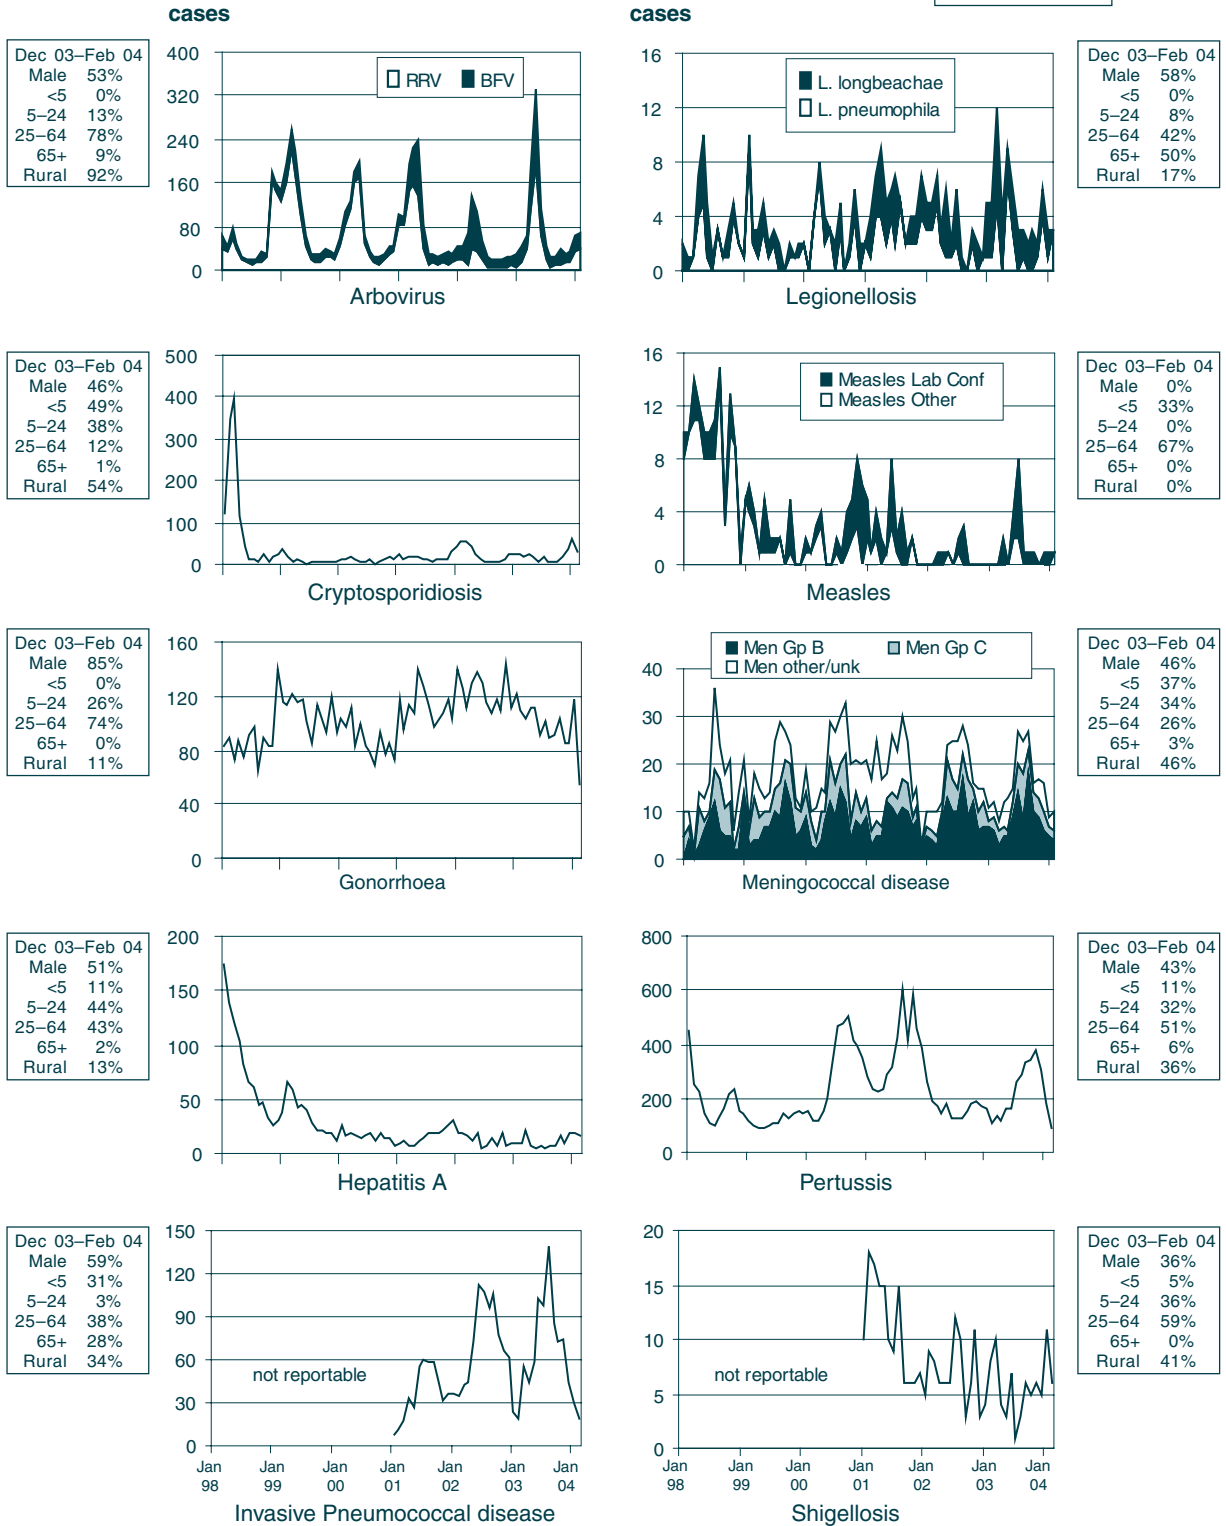 cases
cases
Dec 03–Feb 04
Male 53%
<5 0%
5–24 13%
25–64 78%
65+ 9%
Rural 92%
400
320
240
160
80
0
RRV BFV
Arbovirus
16
12
8
4
0
L. longbeachae
L. pneumophila
Legionellosis
Dec 03–Feb 04
Male 58%
<5 0%
5–24 8%
25–64 42%
65+ 50%
Rural 17%
Dec 03–Feb 04
Male 46%
<5 49%
5–24 38%
25–64 12%
65+ 1%
Rural 54%
500
400
300
200
100
0
Cryptosporidiosis
16
12
8
4
0
Measles Lab Conf
Measles Other
Measles
Dec 03–Feb 04
Male 0%
<5 33%
5–24 0%
25–64 67%
65+ 0%
Rural 0%
Dec 03–Feb 04
Male 85%
<5 0%
5–24 26%
25–64 74%
65+ 0%
Rural 11%
160
120
80
40
0
Gonorrhoea
Men Gp B Men Gp C
Men other/unk
40
30
20
10
0
Meningococcal disease
Dec 03–Feb 04
Male 46%
<5 37%
5–24 34%
25–64 26%
65+ 3%
Rural 46%
Dec 03–Feb 04
Male 51%
<5 11%
5–24 44%
25–64 43%
65+ 2%
Rural 13%
200
150
100
50
0
Hepatitis A
800
600
400
200
0
Pertussis
Dec 03–Feb 04
Male 43%
<5 11%
5–24 32%
25–64 51%
65+ 6%
Rural 36%
Dec 03–Feb 04
Male 59%
<5 31%
5–24 3%
25–64 38%
65+ 28%
Rural 34%
150
120
90
60
30
0
not reportable
Jan Jan Jan Jan Jan Jan Jan
98 99 00 01 02 03 04
Invasive Pneumococcal disease
20
15
10
5
0
not reportable
Jan Jan Jan Jan Jan Jan Jan
98 99 00 01 02 03 04
Shigellosis
Dec 03–Feb 04
Male 36%
<5 5%
5–24 36%
25–64 59%
65+ 0%
Rural 41%